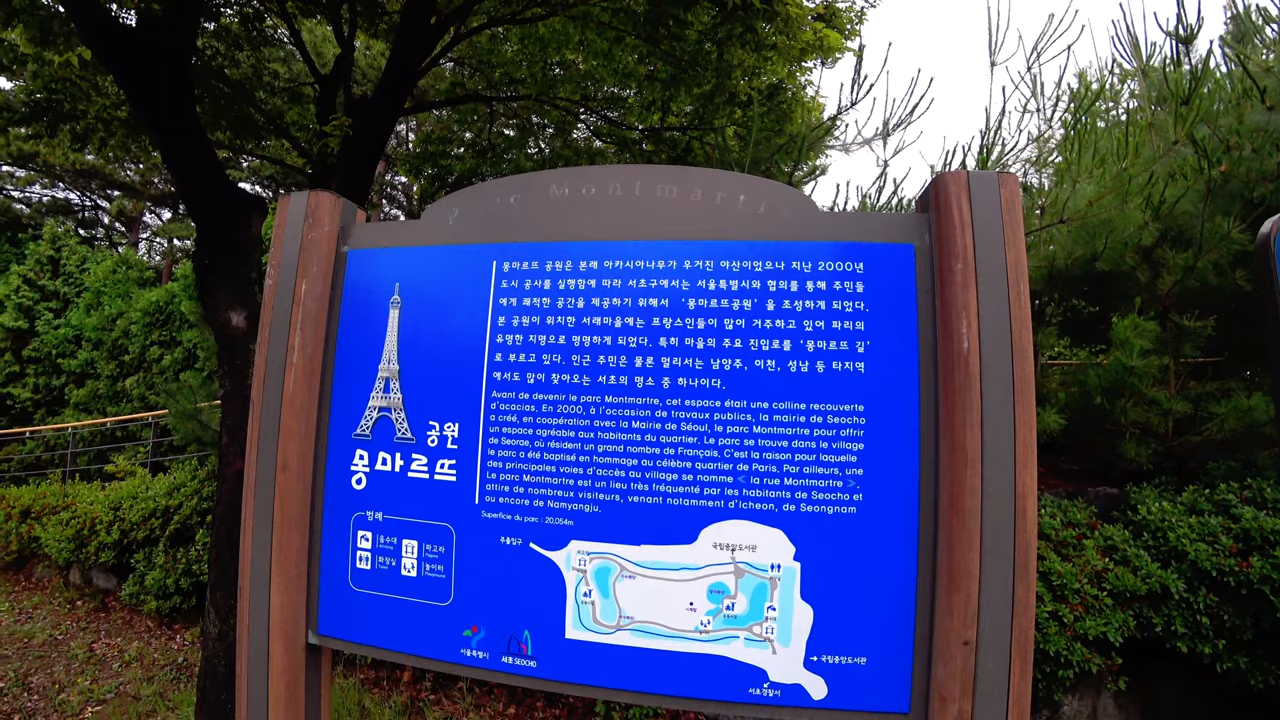 Parc Montmartre
몽마르뜨 공원은 본래 아카시아나무가 우거진 야산이었으나 지난 2000년
도시 공사를 실행함에 따라 서초구에서는 서울특별시와 협의를 통해 주민들
에게 쾌적한 공간을 제공하기 위해서 ‘몽마르뜨공원’을 조성하게 되었다.
본 공원이 위치한 서래마을에는 프랑스인들이 많이 거주하고 있어 파리의
유명한 지명으로 명명하게 되었다. 특히 마을의 주요 진입로를 ‘몽마르뜨 길’
로 부르고 있다. 인근 주민은 물론 멀리서는 남양주, 이천, 성남 등 타지역
에서도 많이 찾아오는 서초의 명소 중 하나이다.
Avant de devenir le parc Montmartre, cet espace était une colline recouverte
d'acacias. En 2000, à l'occasion de travaux publics, la mairie de Seocho
a créé, en coopération avec la Mairie de Séoul, le parc Montmartre pour offrir
un espace agréable aux habitants du quartier. Le parc se trouve dans le village
de Seorae, où résident un grand nombre de Français. C'est la raison pour laquelle
le parc a été baptisé en hommage au célèbre quartier de Paris. Par ailleurs, une
des principales voies d'accès au village se nomme ≪ la rue Montmartre ≫.
Le parc Montmartre est un lieu très fréquenté par les habitants de Seocho et
attire de nombreux visiteurs, venant notamment d'Icheon, de Seongnam
ou encore de Namyangju.
Superficie du parc : 20,054m
공원
몽마르뜨
범례
음수대
파고라
Pagora
화장실
Toilet
놀이터
Playground
주출입구
국립중앙도서관
파고라
화장실
시계탑
음수대
→ 국립중앙도서관
서초경찰서
서울특별시
서초 SEOCHO